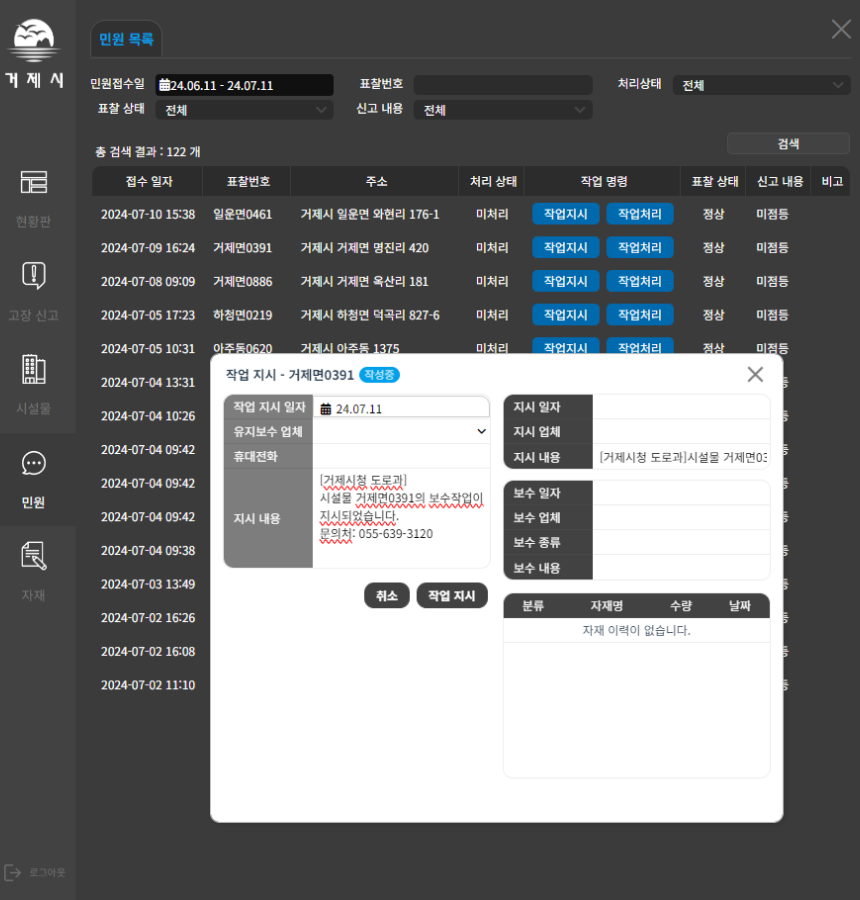 거제시
현황판
고장 신고
시설물
민원
자재
로그아웃
민원 목록
민원접수일 24.06.11 - 24.07.11 표찰번호 처리상태 전체
표찰 상태 전체 신고 내용 전체
총 검색 결과 : 122 개 검색
접수 일자 표찰번호 주소 처리 상태 작업 명령 표찰 상태 신고 내용 비고
2024-07-10 15:38 일운면0461 거제시 일운면 와현리 176-1 미처리 작업지시 작업처리 정상 미점등
2024-07-09 16:24 거제면0391 거제시 거제면 명진리 420 미처리 작업지시 작업처리 정상 미점등
2024-07-08 09:09 거제면0886 거제시 거제면 옥산리 181 미처리 작업지시 작업처리 정상 미점등
2024-07-05 17:23 하청면0219 거제시 하청면 덕곡리 827-6 미처리 작업지시 작업처리 정상 미점등
2024-07-05 10:31 아주동0620 거제시 아주동 1375 미처리 작업지시 작업처리 정상 미점등
2024-07-04 13:31
2024-07-04 10:26
2024-07-04 09:42
2024-07-04 09:42
2024-07-04 09:42
2024-07-04 09:38
2024-07-03 13:49
2024-07-02 16:26
2024-07-02 16:08
2024-07-02 11:10
작업 지시 - 거제면0391 작성중
작업 지시 일자 24.07.11
유지보수 업체
휴대전화
지시 내용
[거제시청 도로과]
시설물 거제면0391의 보수작업이
지시되었습니다.
문의처: 055-639-3120
취소 작업 지시
지시 일자
지시 업체
지시 내용 [거제시청 도로과]시설물 거제면03
보수 일자
보수 업체
보수 종류
보수 내용
분류 자재명 수량 날짜
자재 이력이 없습니다.